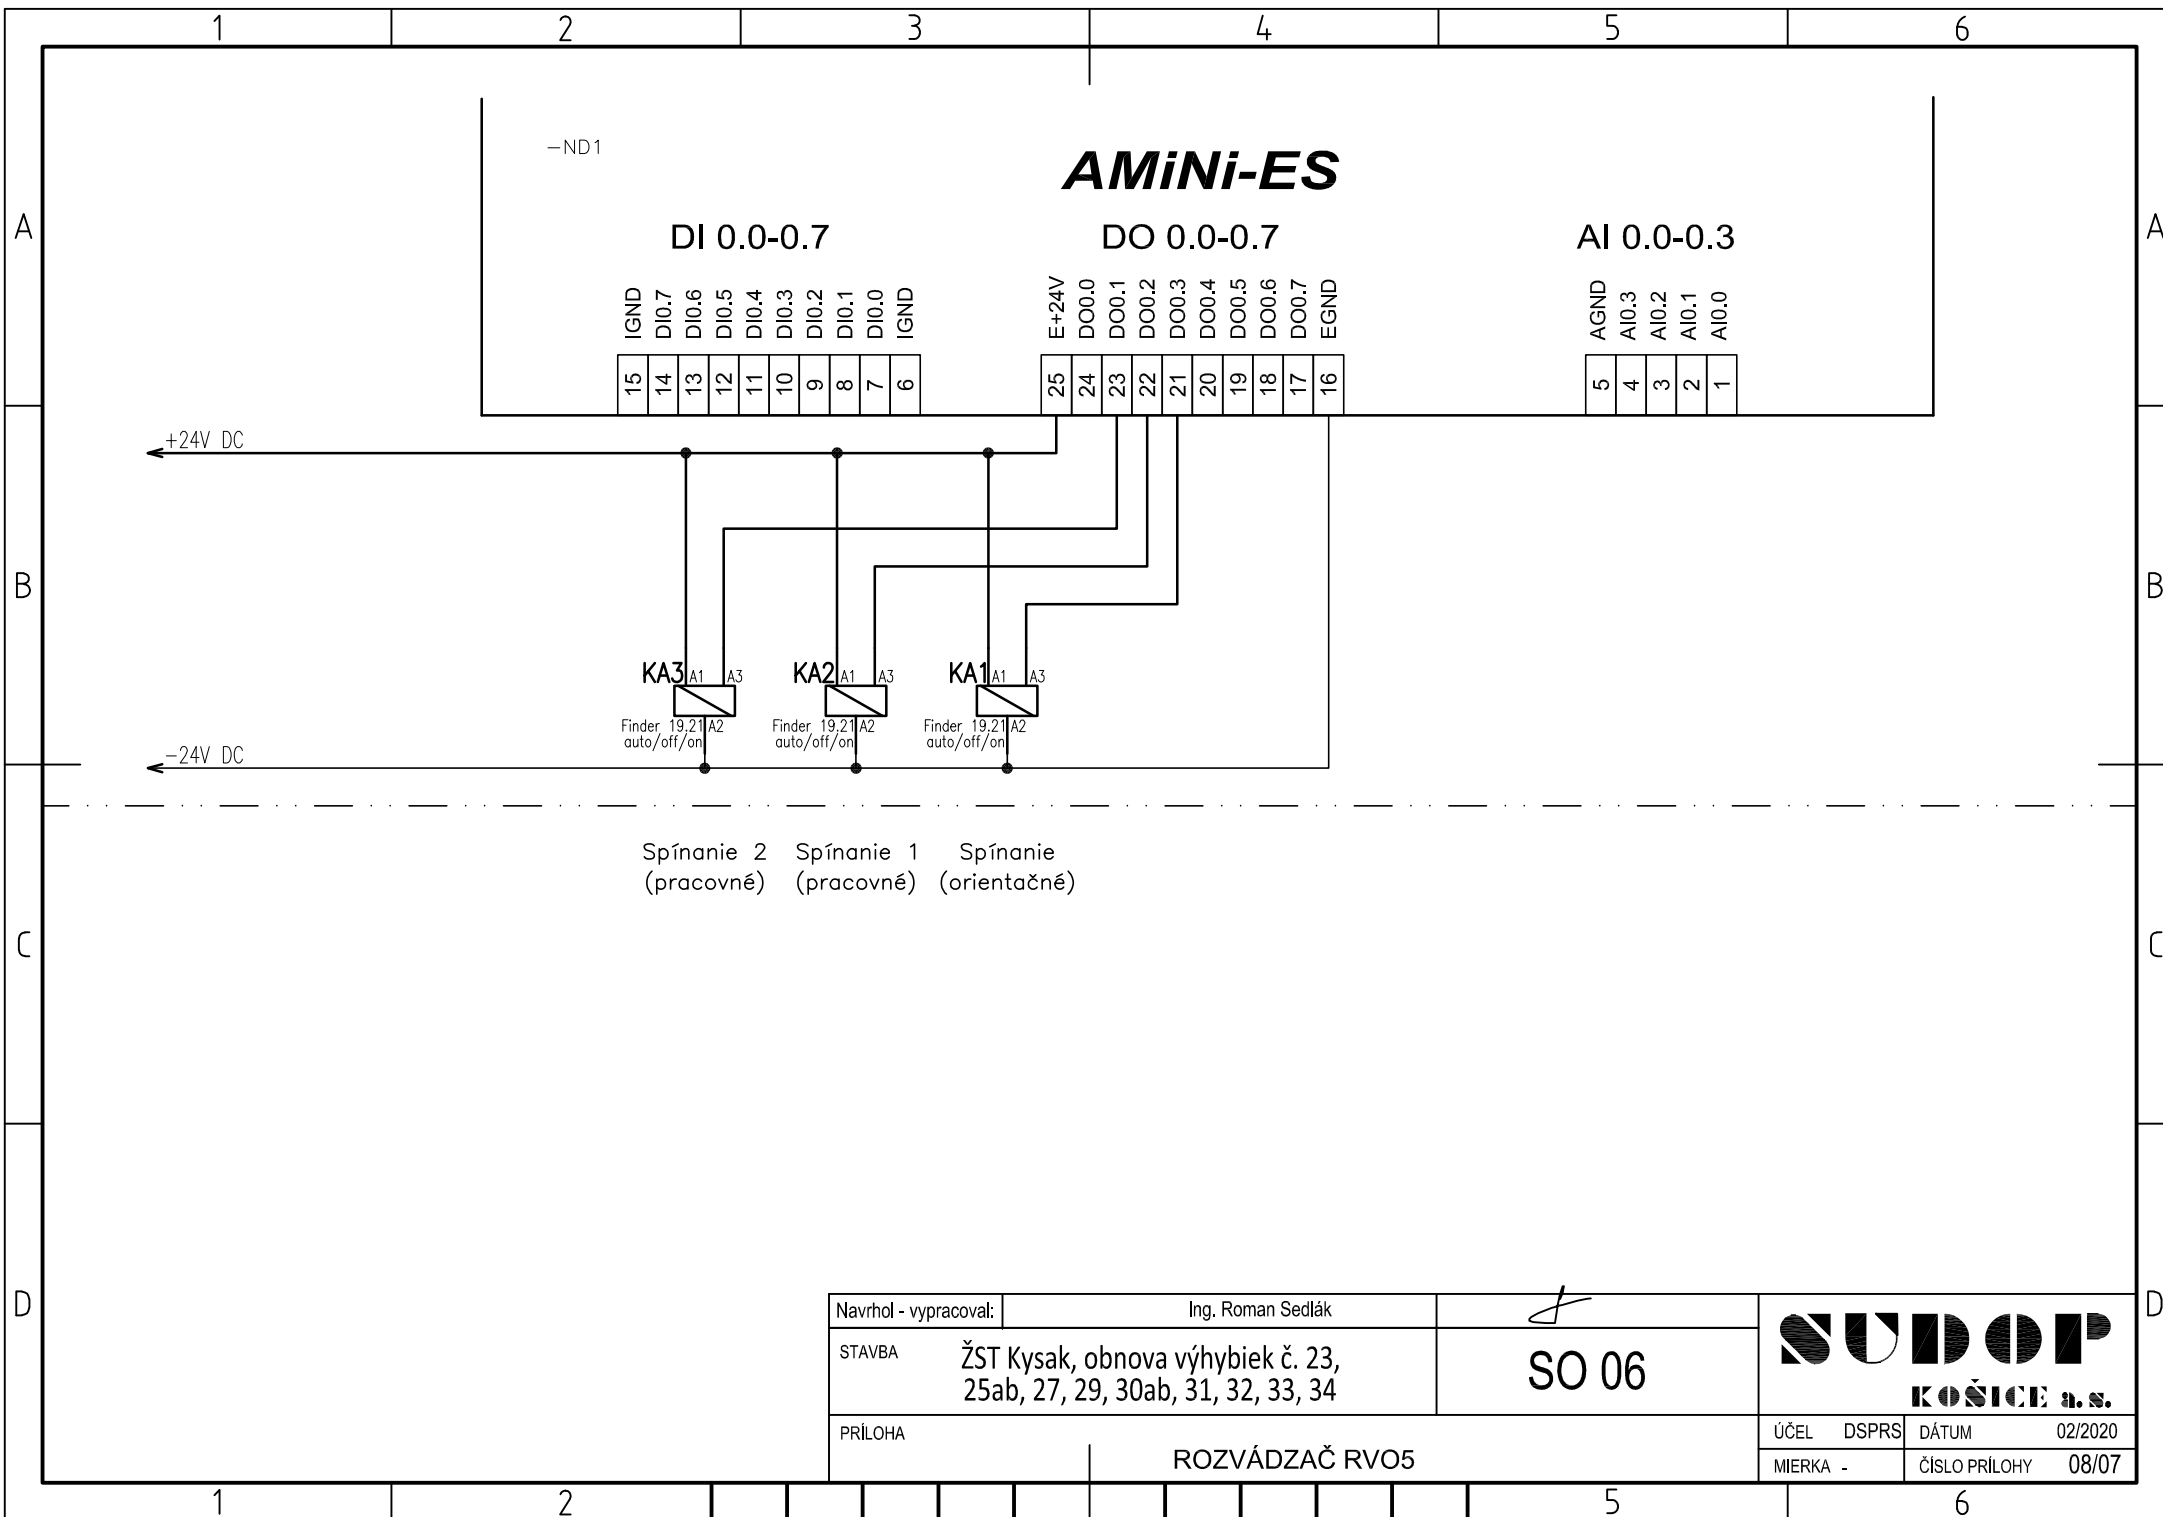 1 2 3 4 5 6
-ND1
AMiNi-ES
A A
DI 0.0-0.7 DO 0.0-0.7 AI 0.0-0.3
IGND DI0.7 DI0.6 DI0.5 DI0.4 DI0.3 DI0.2 DI0.1 DI0.0 IGND
E+24V DO0.0 DO0.1 DO0.2 DO0.3 DO0.4 DO0.5 DO0.6 DO0.7 EGND
AGND AI0.3 AI0.2 AI0.1 AI0.0
15 14 13 12 11 10 9 8 7 6
25 24 23 22 21 20 19 18 17 16
5 4 3 2 1
+24V DC
B B
KA3 A1 A3 KA2 A1 A3 KA1 A1 A3
Finder 19.21 A2 Finder 19.21 A2 Finder 19.21 A2
auto/off/on auto/off/on auto/off/on
-24V DC
Spínanie 2 Spínanie 1 Spínanie
(pracovné) (pracovné) (orientačné)
C C
D D
Navrhol - vypracoval: Ing. Roman Sedlák
STAVBA ŽST Kysak, obnova výhybiek č. 23,
25ab, 27, 29, 30ab, 31, 32, 33, 34
SO 06
SUDOP
KOŠICE a.s.
PRÍLOHA
ROZVÁDZAČ RVO5
ÚČEL DSPRS DÁTUM 02/2020
MIERKA - ČÍSLO PRÍLOHY 08/07
1 2 5 6